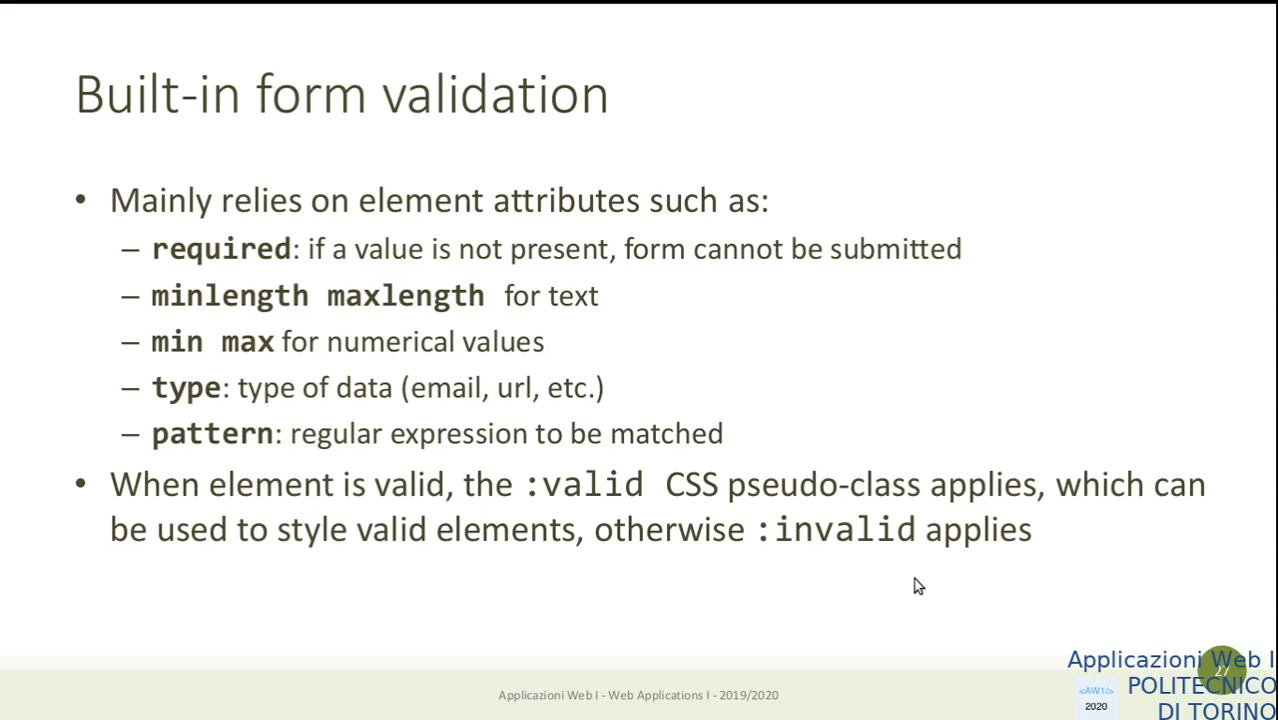 Built-in form validation
• Mainly relies on element attributes such as:
– required: if a value is not present, form cannot be submitted
– minlength maxlength for text
– min max for numerical values
– type: type of data (email, url, etc.)
– pattern: regular expression to be matched
• When element is valid, the :valid CSS pseudo-class applies, which can
be used to style valid elements, otherwise :invalid applies
Applicazioni Web I - Web Applications I - 2019/2020
27
Applicazioni Web I
POLITECNICO
DI TORINO
<AW1/>
2020